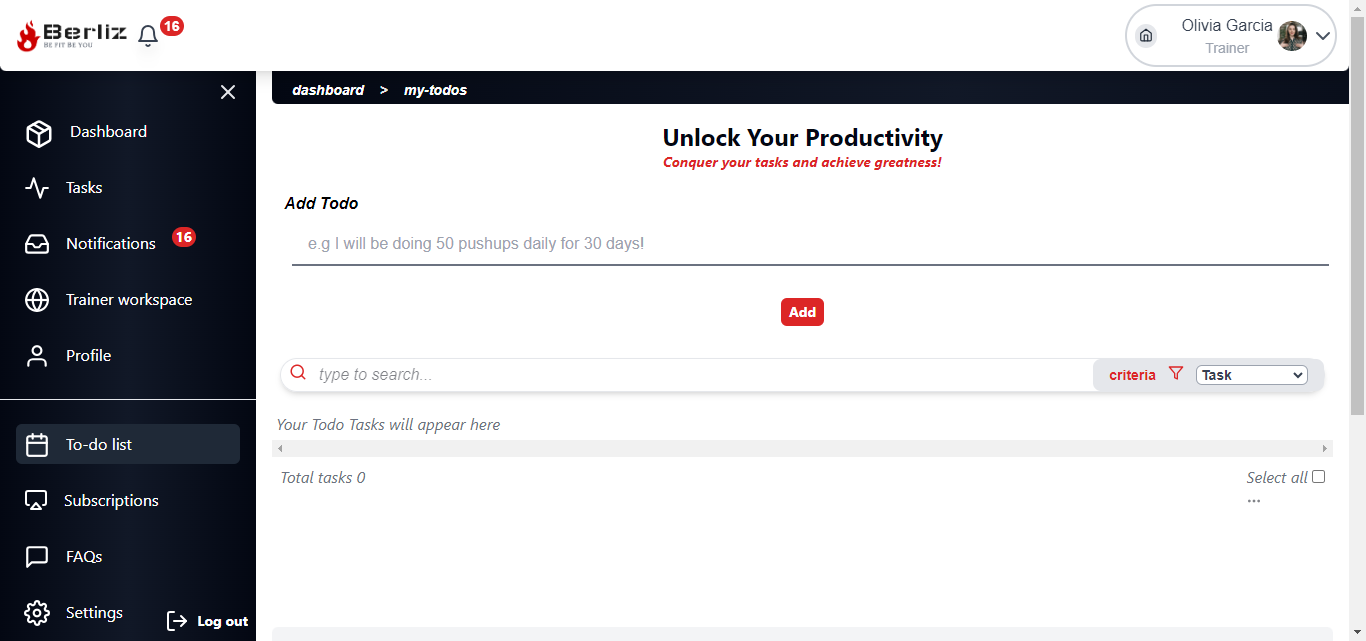 Berliz
BE FIT BE YOU
16
Olivia Garcia
Trainer
dashboard > my-todos
Dashboard
Tasks
Notifications 16
Trainer workspace
Profile
To-do list
Subscriptions
FAQs
Settings
Log out
Unlock Your Productivity
Conquer your tasks and achieve greatness!
Add Todo
e.g I will be doing 50 pushups daily for 30 days!
Add
type to search...
criteria
Task
Your Todo Tasks will appear here
Total tasks 0
Select all
...